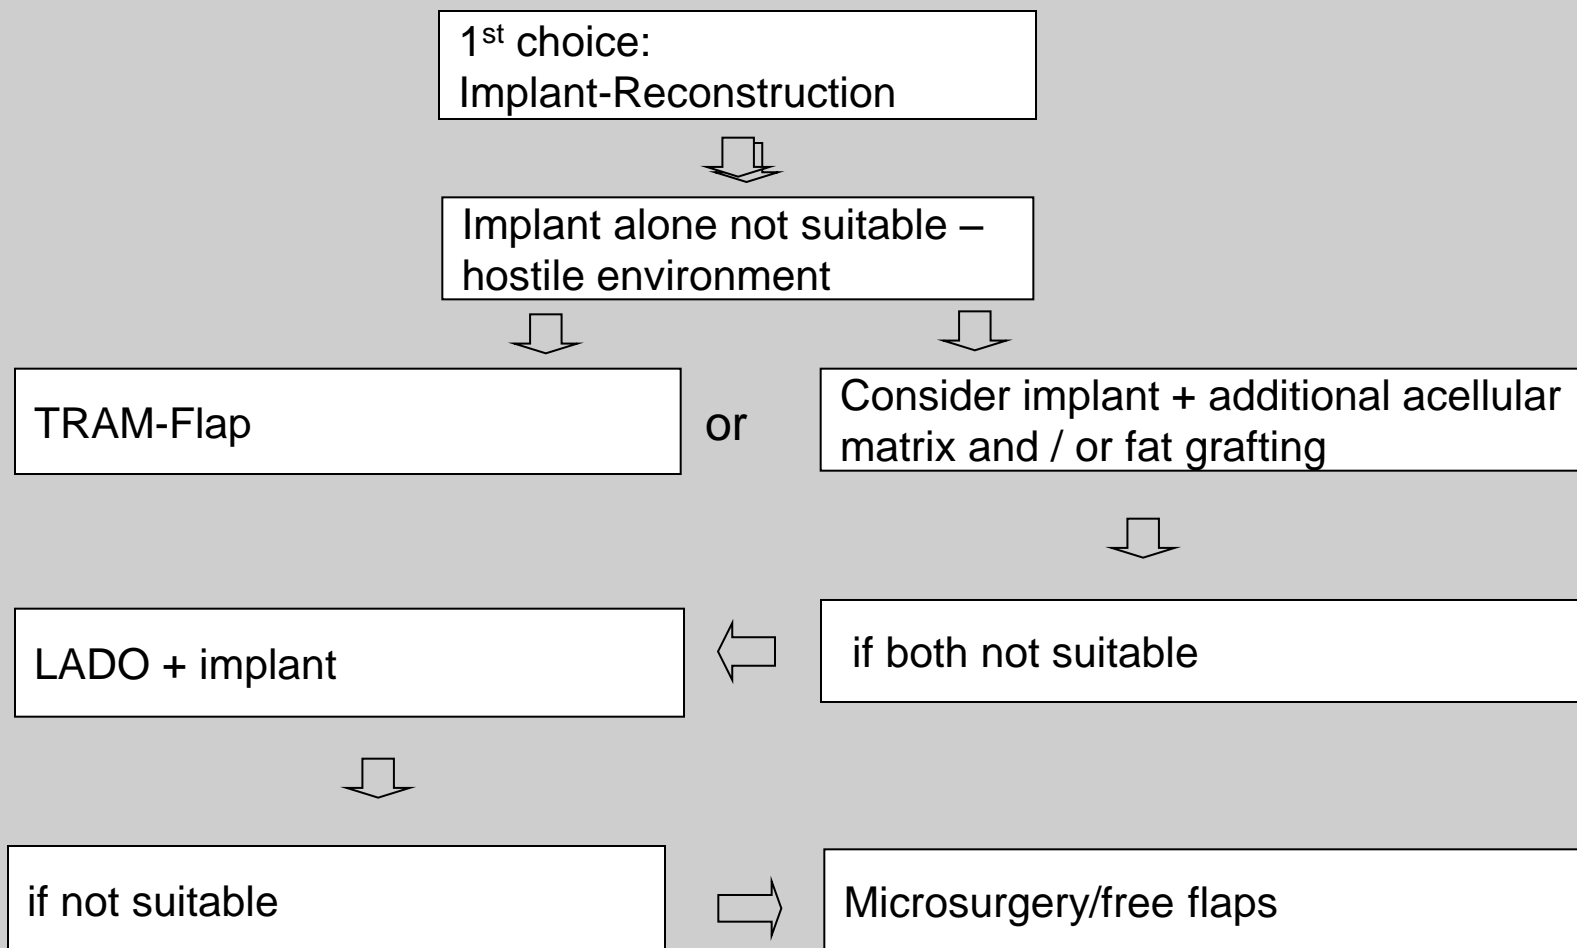 1st choice:
Implant-Reconstruction
Implant alone not suitable –
hostile environment
TRAM-Flap
or
Consider implant + additional acellular
matrix and / or fat grafting
LADO + implant
if both not suitable
if not suitable
Microsurgery/free flaps